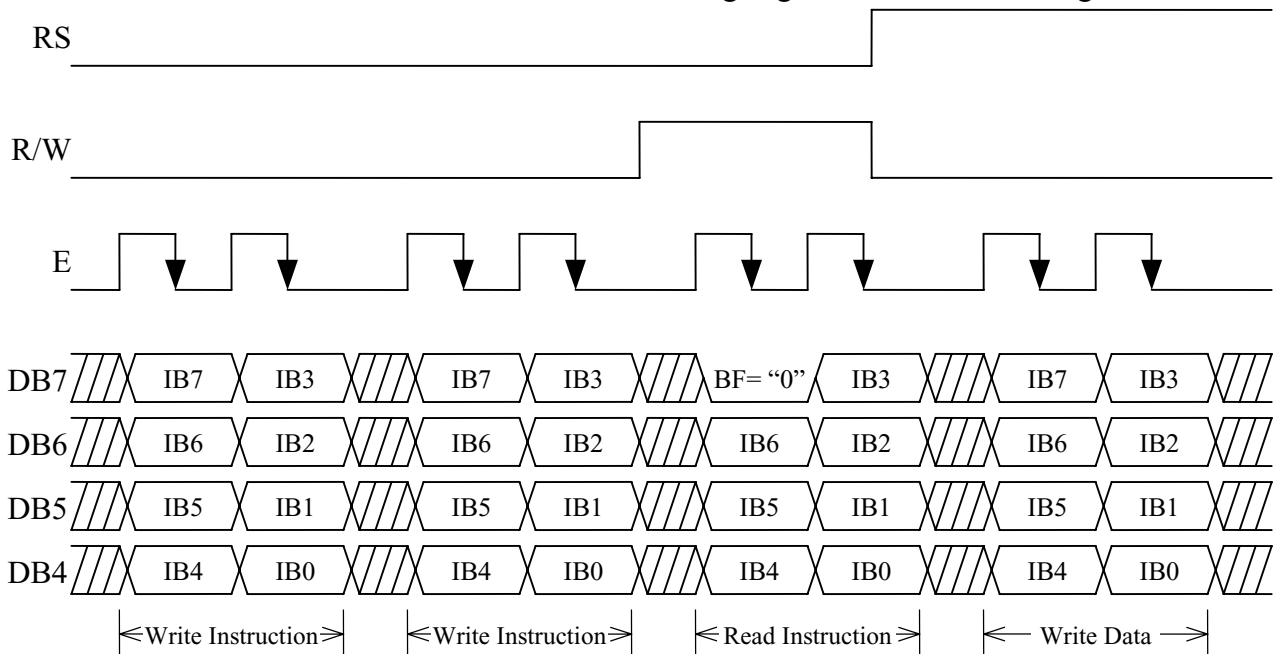 RS
R/W
E
DB7 IB7 IB3 IB7 IB3 BF= “0” IB3 IB7 IB3
DB6 IB6 IB2 IB6 IB2 IB6 IB2 IB6 IB2
DB5 IB5 IB1 IB5 IB1 IB5 IB1 IB5 IB1
DB4 IB4 IB0 IB4 IB0 IB4 IB0 IB4 IB0
Write Instruction Write Instruction Read Instruction Write Data